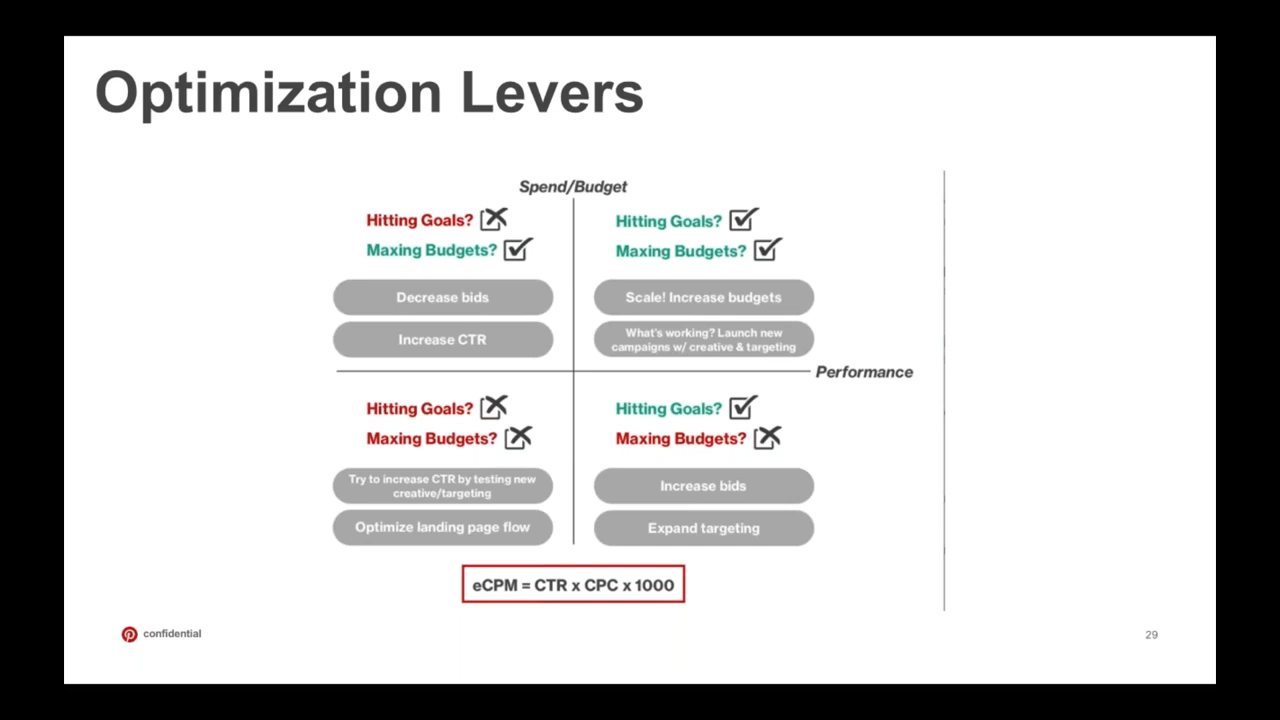 Optimization Levers
Spend/Budget
Hitting Goals?
Maxing Budgets?
Decrease bids
Increase CTR
Hitting Goals?
Maxing Budgets?
Scale! Increase budgets
What's working? Launch new
campaigns w/ creative & targeting
Performance
Hitting Goals?
Maxing Budgets?
Try to increase CTR by testing new
creative/targeting
Optimize landing page flow
Hitting Goals?
Maxing Budgets?
Increase bids
Expand targeting
eCPM = CTR x CPC x 1000
confidential
29